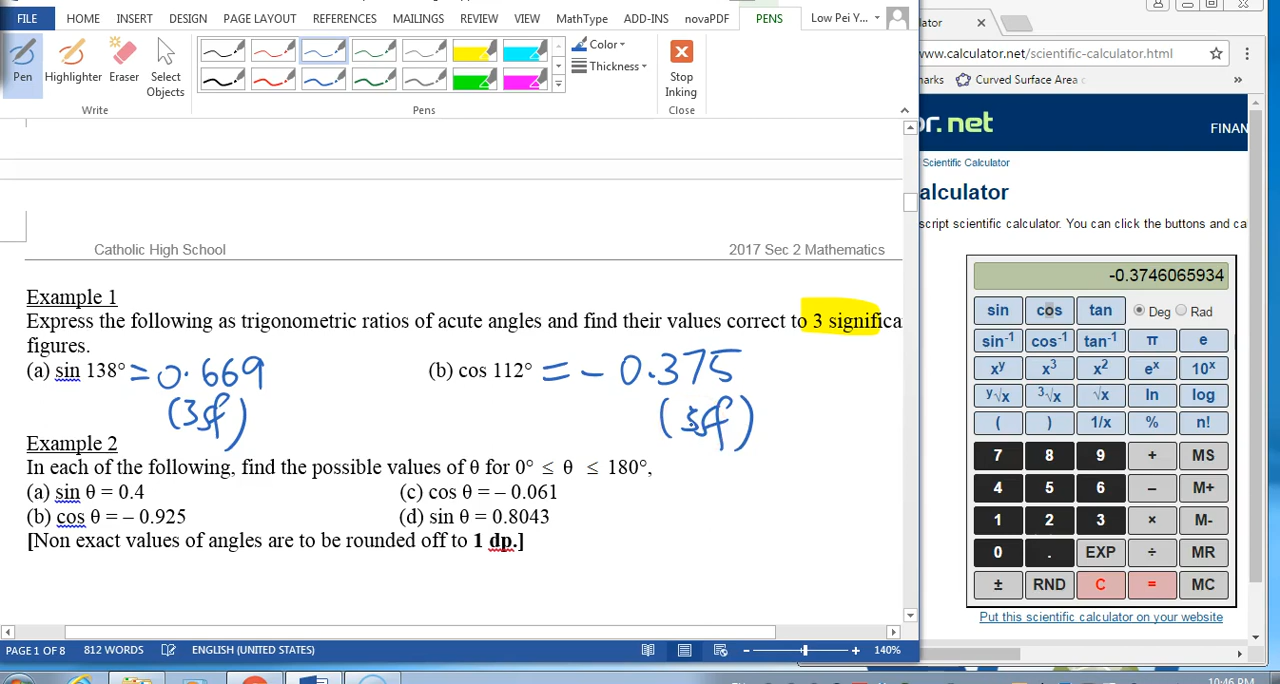 FILE HOME INSERT DESIGN PAGE LAYOUT REFERENCES MAILINGS REVIEW VIEW MathType ADD-INS novaPDF PENS Low Pei Y...
Pen Highlighter Eraser Select Objects
Color
Thickness
Stop Inking
Write Pens Close
Catholic High School 2017 Sec 2 Mathematics
Example 1
Express the following as trigonometric ratios of acute angles and find their values correct to 3 significa
figures.
(a) sin 138° = 0.669 (b) cos 112° = - 0.375
(3sf) (3sf)
Example 2
In each of the following, find the possible values of θ for 0° ≤ θ ≤ 180°,
(a) sin θ = 0.4 (c) cos θ = – 0.061
(b) cos θ = – 0.925 (d) sin θ = 0.8043
[Non exact values of angles are to be rounded off to 1 dp.]
PAGE 1 OF 8 812 WORDS ENGLISH (UNITED STATES) 140%
lator
www.calculator.net/scientific-calculator.html
narks Curved Surface Area
or.net
FINAN
Scientific Calculator
alculator
script scientific calculator. You can click the buttons and ca
-0.3746065934
sin cos tan Deg Rad
sin⁻¹ cos⁻¹ tan⁻¹ π e
xʸ x³ x² eˣ 10ˣ
ʸ√x ³√x √x ln log
( ) 1/x % n!
7 8 9 + MS
4 5 6 – M+
1 2 3 × M-
0 . EXP ÷ MR
± RND C = MC
Put this scientific calculator on your website
10:46 PM